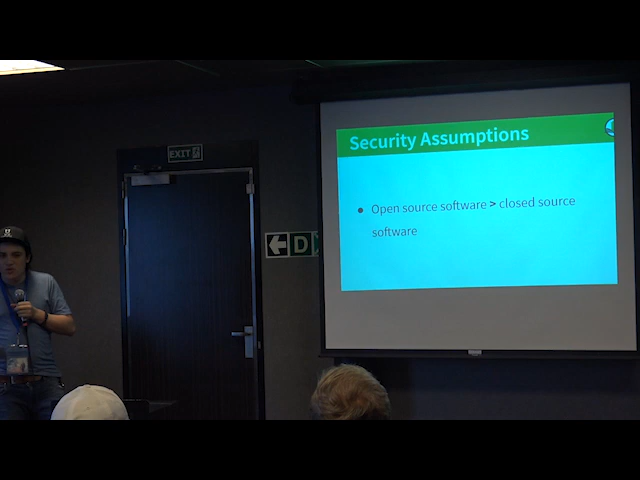 Security Assumptions
EXIT
Open source software > closed source
software
D